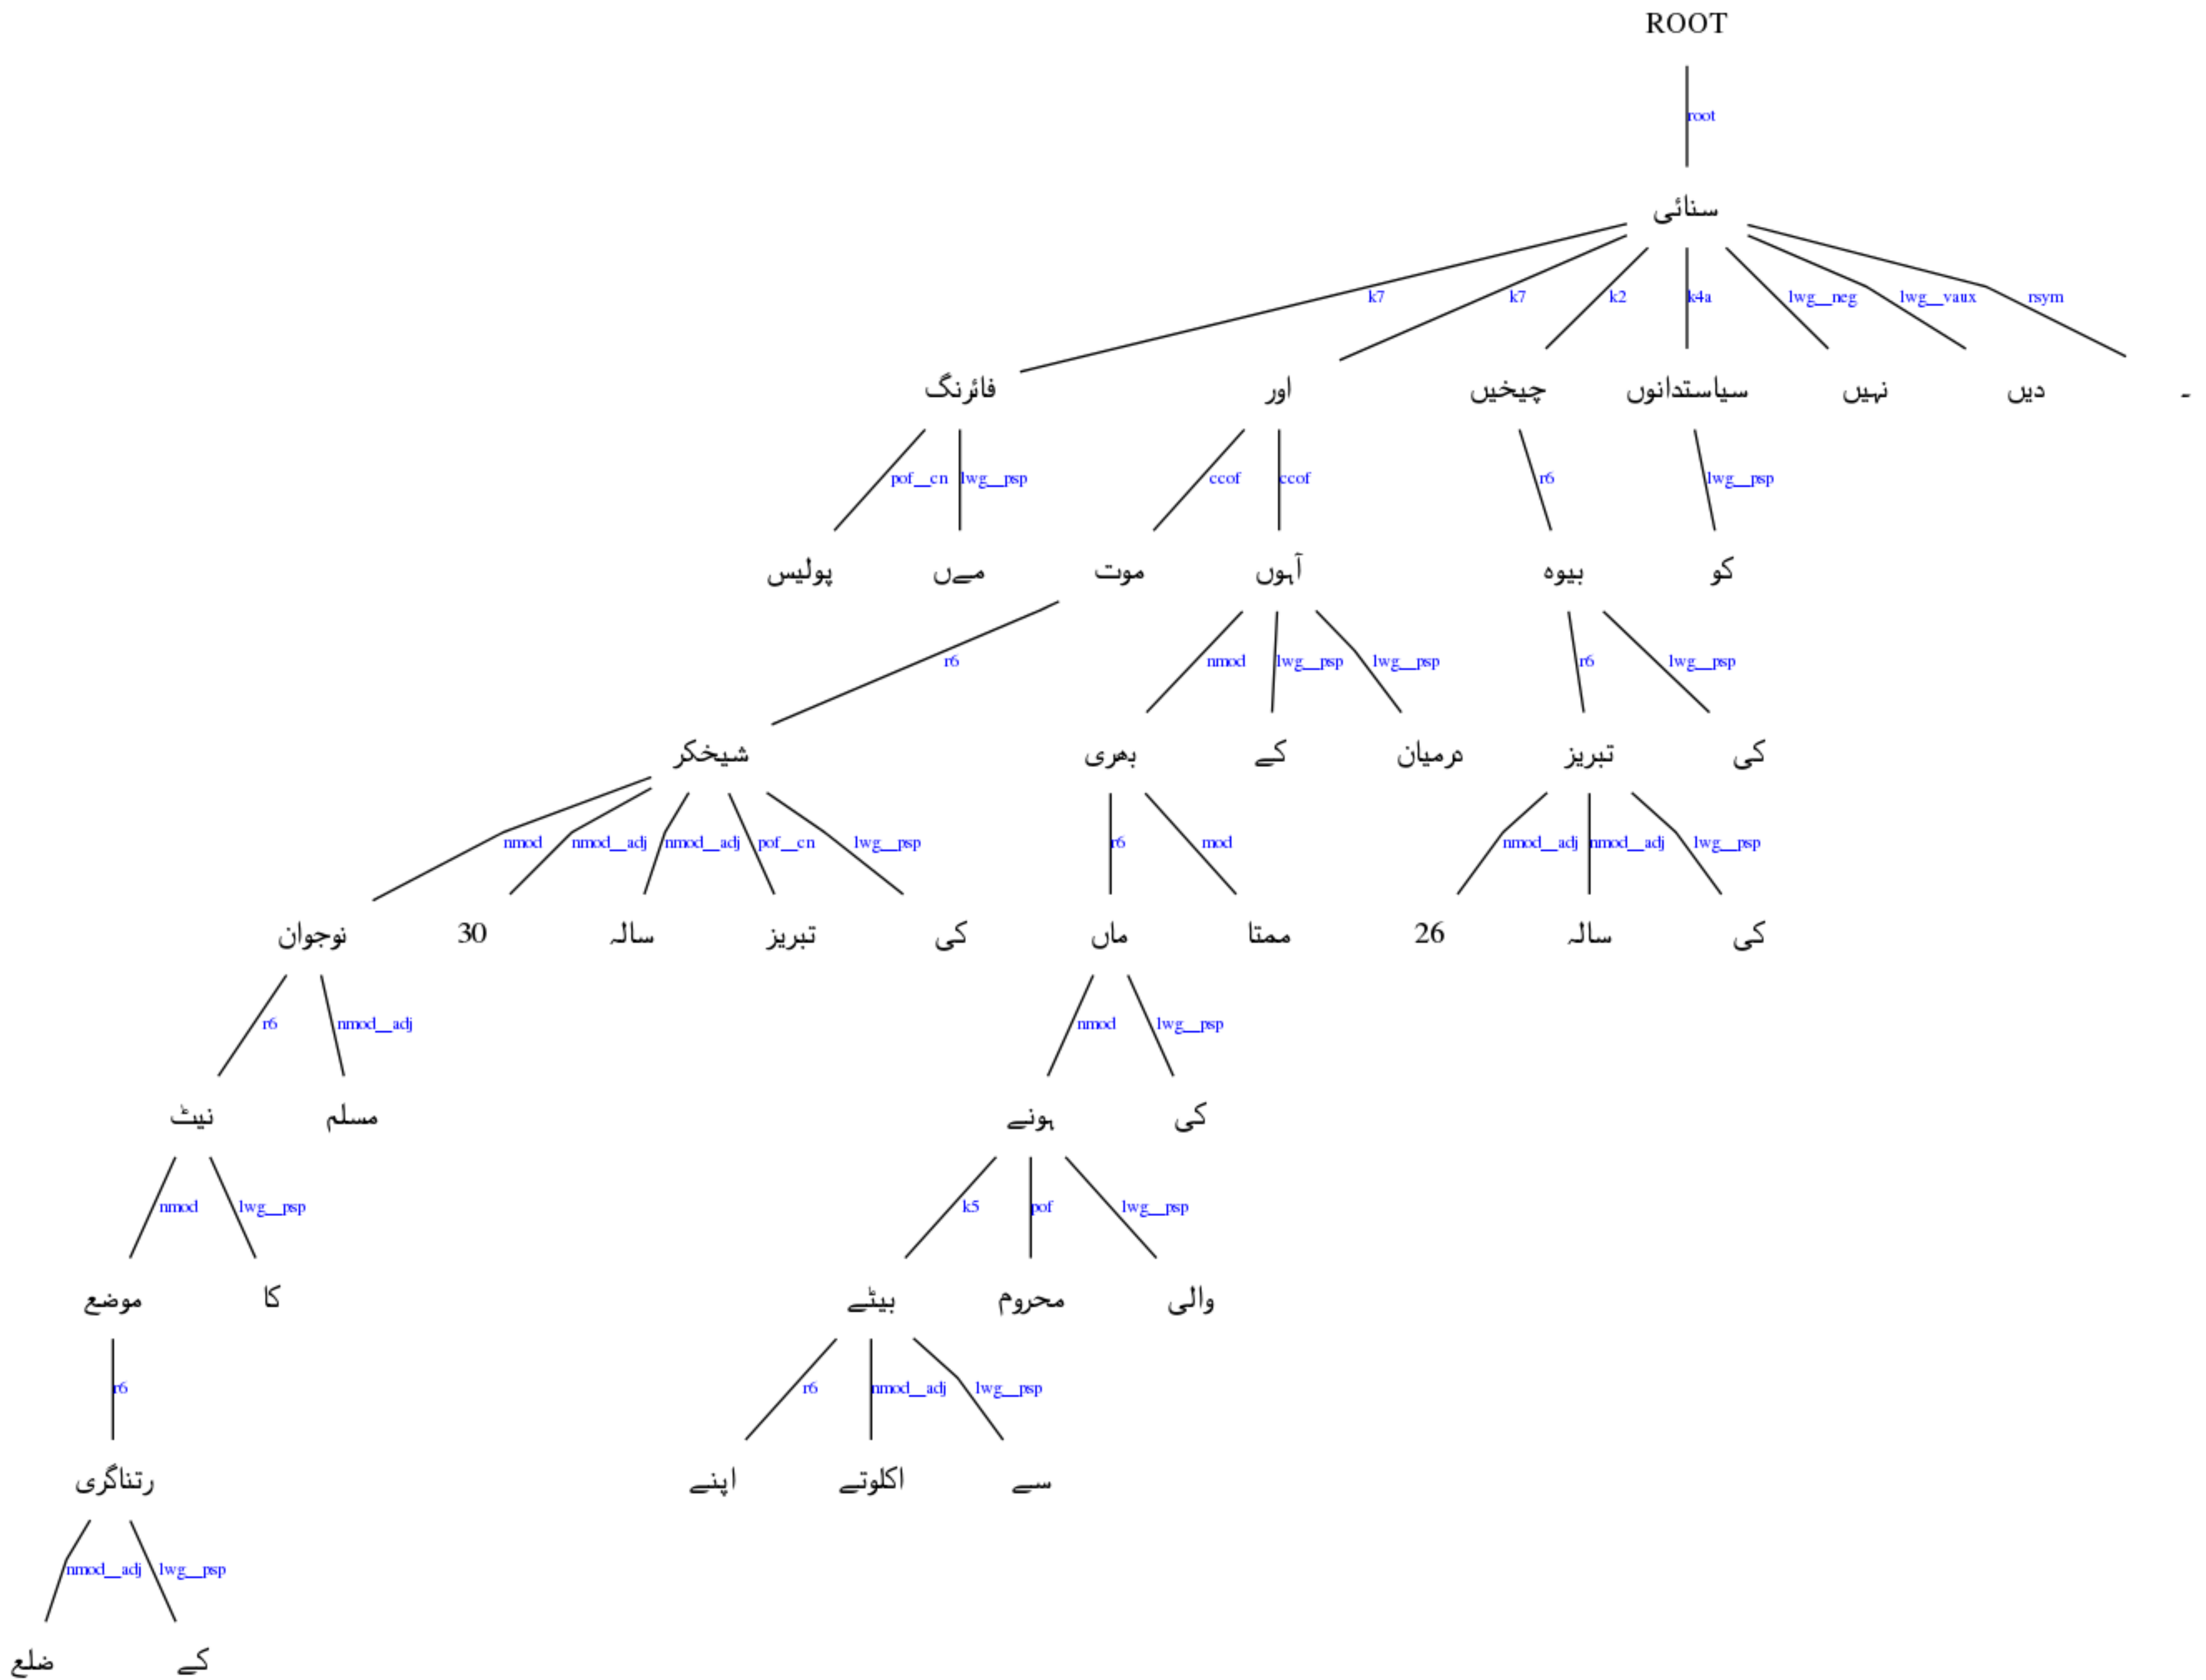 ROOT
root
سنائی
k7 k7 k2 k4a lwg__neg lwg__vaux rsym
فائرنگ اور چیخیں سیاستدانوں نہیں دیں ۔
pof__cn lwg__psp ccof ccof r6 lwg__psp
پولیس مےں موت آہوں بیوہ کو
r6 nmod lwg__psp lwg__psp r6 lwg__psp
شیخکر بھری کے درمیان تبریز کی
nmod nmod__adj nmod__adj pof__cn lwg__psp r6 mod nmod__adj nmod__adj lwg__psp
نوجوان 30 سالہ تبریز کی ماں ممتا 26 سالہ کی
r6 nmod__adj nmod lwg__psp
نیٹ مسلم ہونے کی
nmod lwg__psp k5 pof lwg__psp
موضع کا بیٹے محروم والی
r6 r6 nmod__adj lwg__psp
رتناگری اپنے اکلوتے سے
nmod__adj lwg__psp
ضلع کے